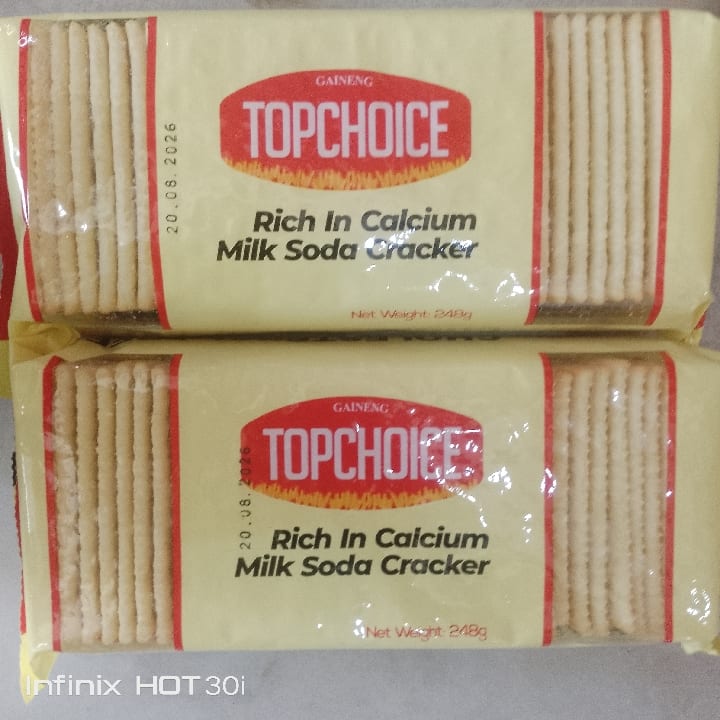 GAINENG
TOPCHOICE
20.08.2026
Rich In Calcium
Milk Soda Cracker
Net Weight: 248g
GAINENG
TOPCHOICE
20.08.2026
Rich In Calcium
Milk Soda Cracker
Net Weight: 248g
Infinix HOT 30i